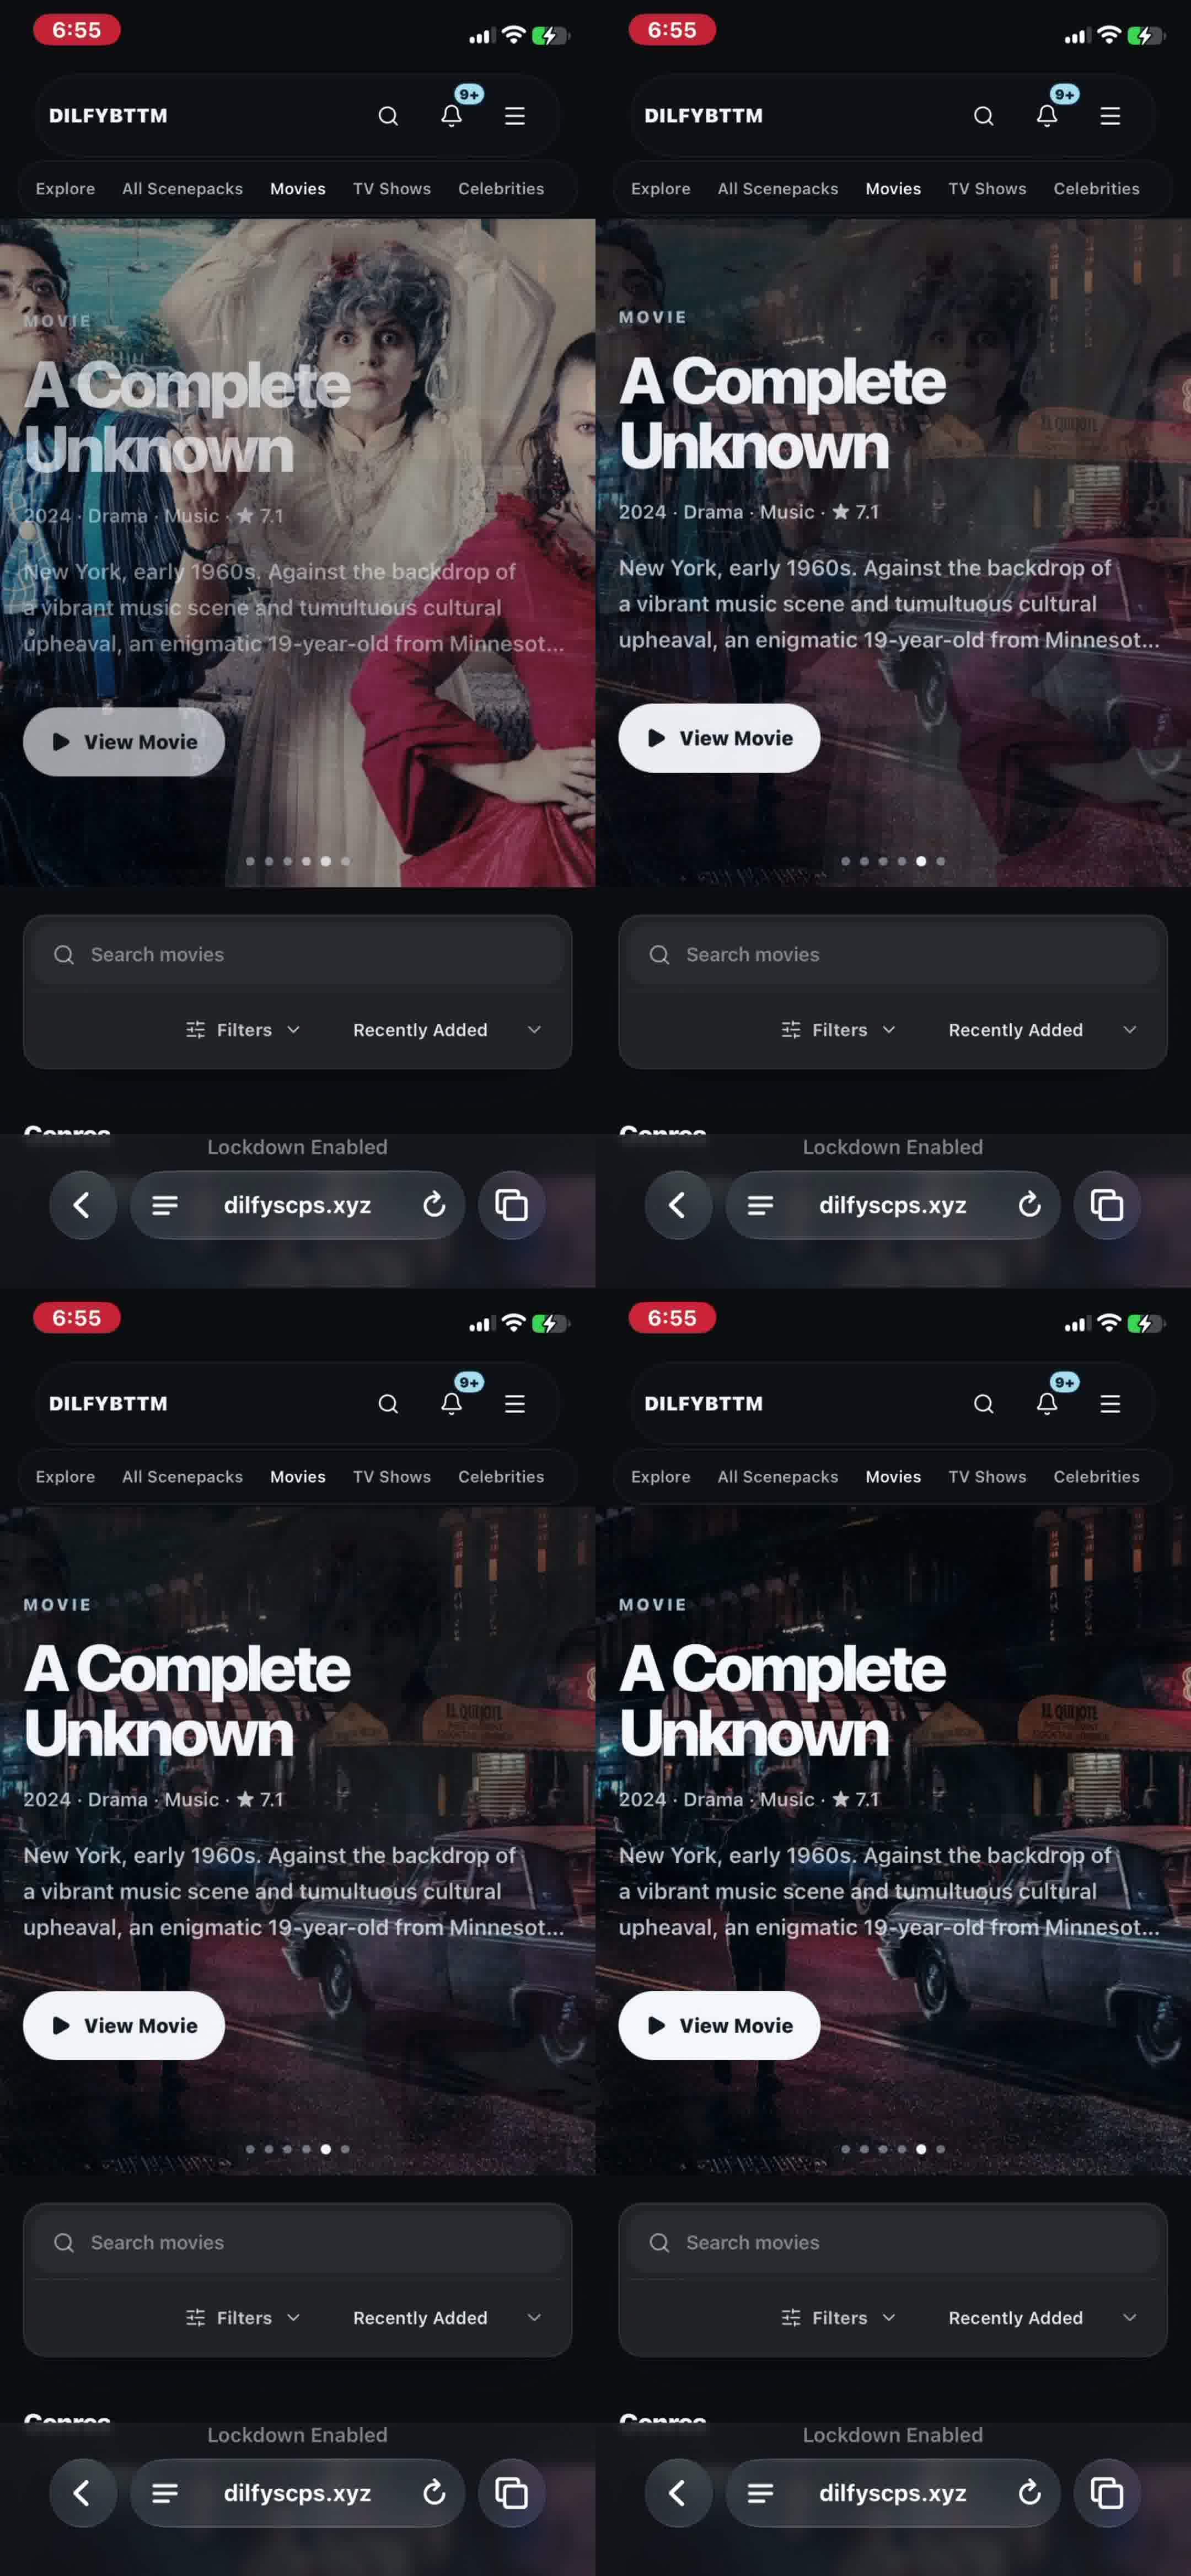 6:55
DILFYBTTM
9+
Explore All Scenepacks Movies TV Shows Celebrities
MOVIE
A Complete
Unknown
2024 · Drama · Music · ★ 7.1
New York, early 1960s. Against the backdrop of
a vibrant music scene and tumultuous cultural
upheaval, an enigmatic 19-year-old from Minnesot...
View Movie
Search movies
Filters Recently Added
Genres
Lockdown Enabled
dilfyscps.xyz
6:55
DILFYBTTM
9+
Explore All Scenepacks Movies TV Shows Celebrities
MOVIE
A Complete
Unknown
2024 · Drama · Music · ★ 7.1
New York, early 1960s. Against the backdrop of
a vibrant music scene and tumultuous cultural
upheaval, an enigmatic 19-year-old from Minnesot...
EL QUIJOTE
View Movie
Search movies
Filters Recently Added
Genres
Lockdown Enabled
dilfyscps.xyz
6:55
DILFYBTTM
9+
Explore All Scenepacks Movies TV Shows Celebrities
MOVIE
A Complete
Unknown
EL QUIJOTE
2024 · Drama · Music · ★ 7.1
New York, early 1960s. Against the backdrop of
a vibrant music scene and tumultuous cultural
upheaval, an enigmatic 19-year-old from Minnesot...
View Movie
Search movies
Filters Recently Added
Genres
Lockdown Enabled
dilfyscps.xyz
6:55
DILFYBTTM
9+
Explore All Scenepacks Movies TV Shows Celebrities
MOVIE
A Complete
Unknown
EL QUIJOTE
2024 · Drama · Music · ★ 7.1
New York, early 1960s. Against the backdrop of
a vibrant music scene and tumultuous cultural
upheaval, an enigmatic 19-year-old from Minnesot...
View Movie
Search movies
Filters Recently Added
Genres
Lockdown Enabled
dilfyscps.xyz